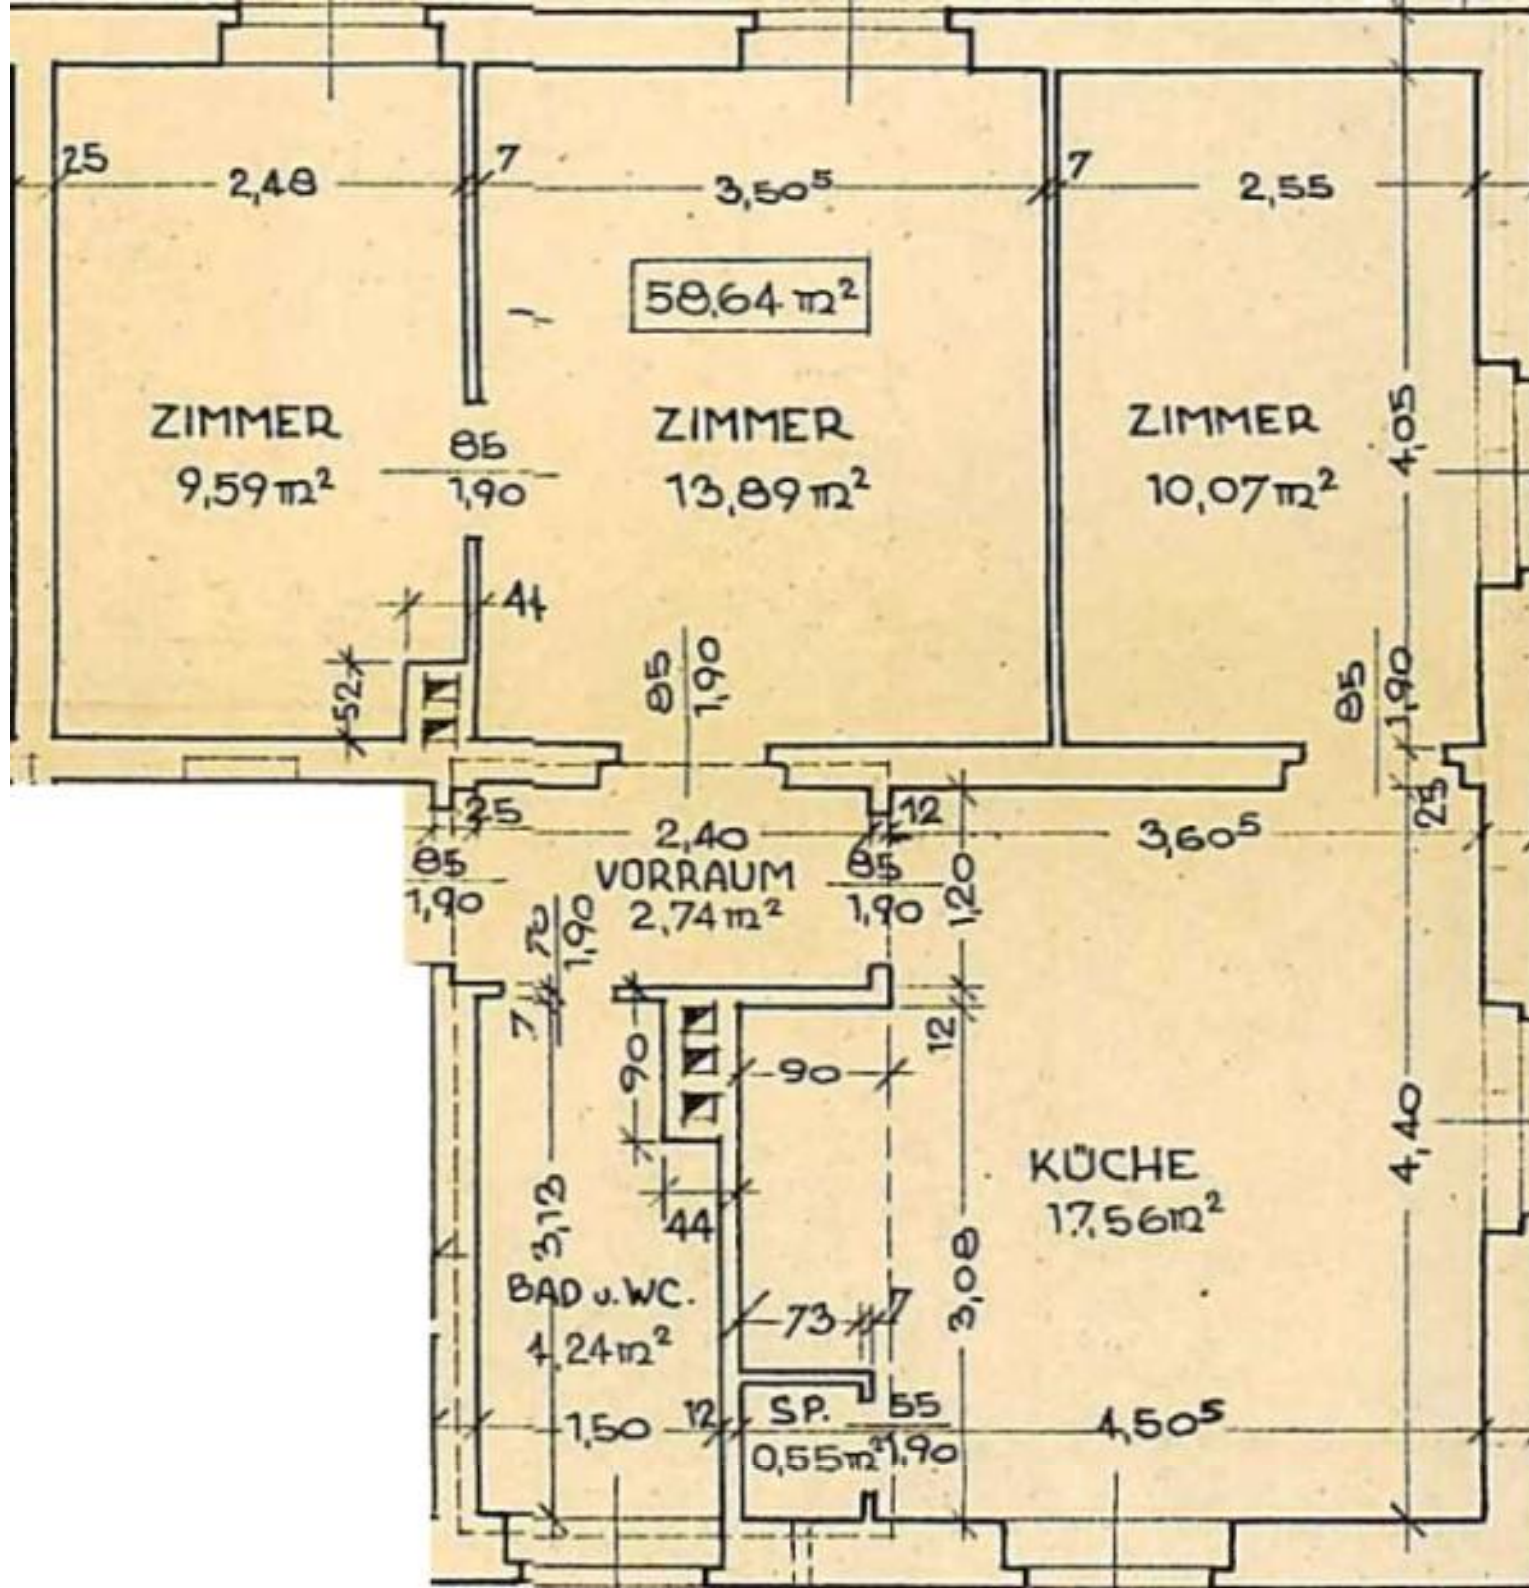 25
2,48
7
3,50⁵
7
2,55
58,64 m²
ZIMMER
9,59 m²
85
1,90
ZIMMER
13,89 m²
ZIMMER
10,07 m²
4,05
44
52
85
1,90
85
1,90
25
25
2,40
12
3,60⁵
85
1,90
VORRAUM
2,74 m²
85
1,90
1,20
70
1,90
7
12
90
90
4,40
KÜCHE
17,56 m²
3,13
44
3,08
BAD u. WC.
4,24 m²
73
7
1,50
12
SP.
0,55 m²
55
1,90
4,50⁵